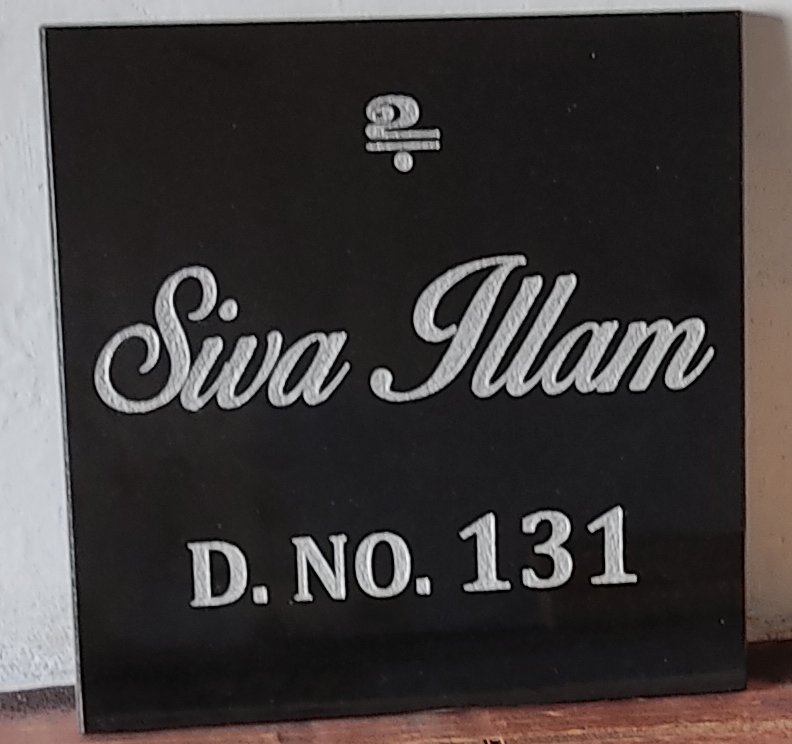 உ
Siva Illam
D. NO. 131